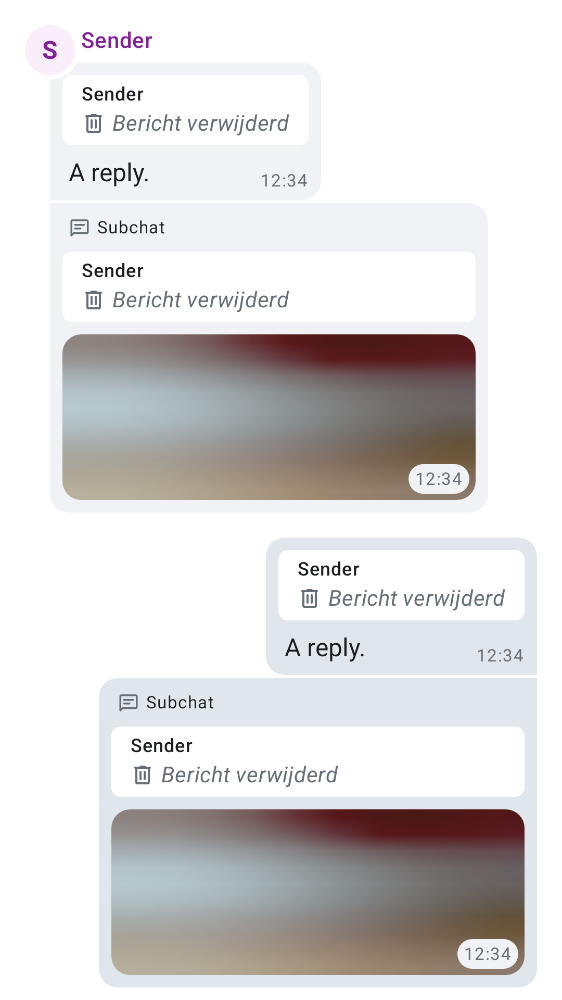 S
Sender
Sender
Bericht verwijderd
A reply.
12:34
Subchat
Sender
Bericht verwijderd
12:34
Sender
Bericht verwijderd
A reply.
12:34
Subchat
Sender
Bericht verwijderd
12:34